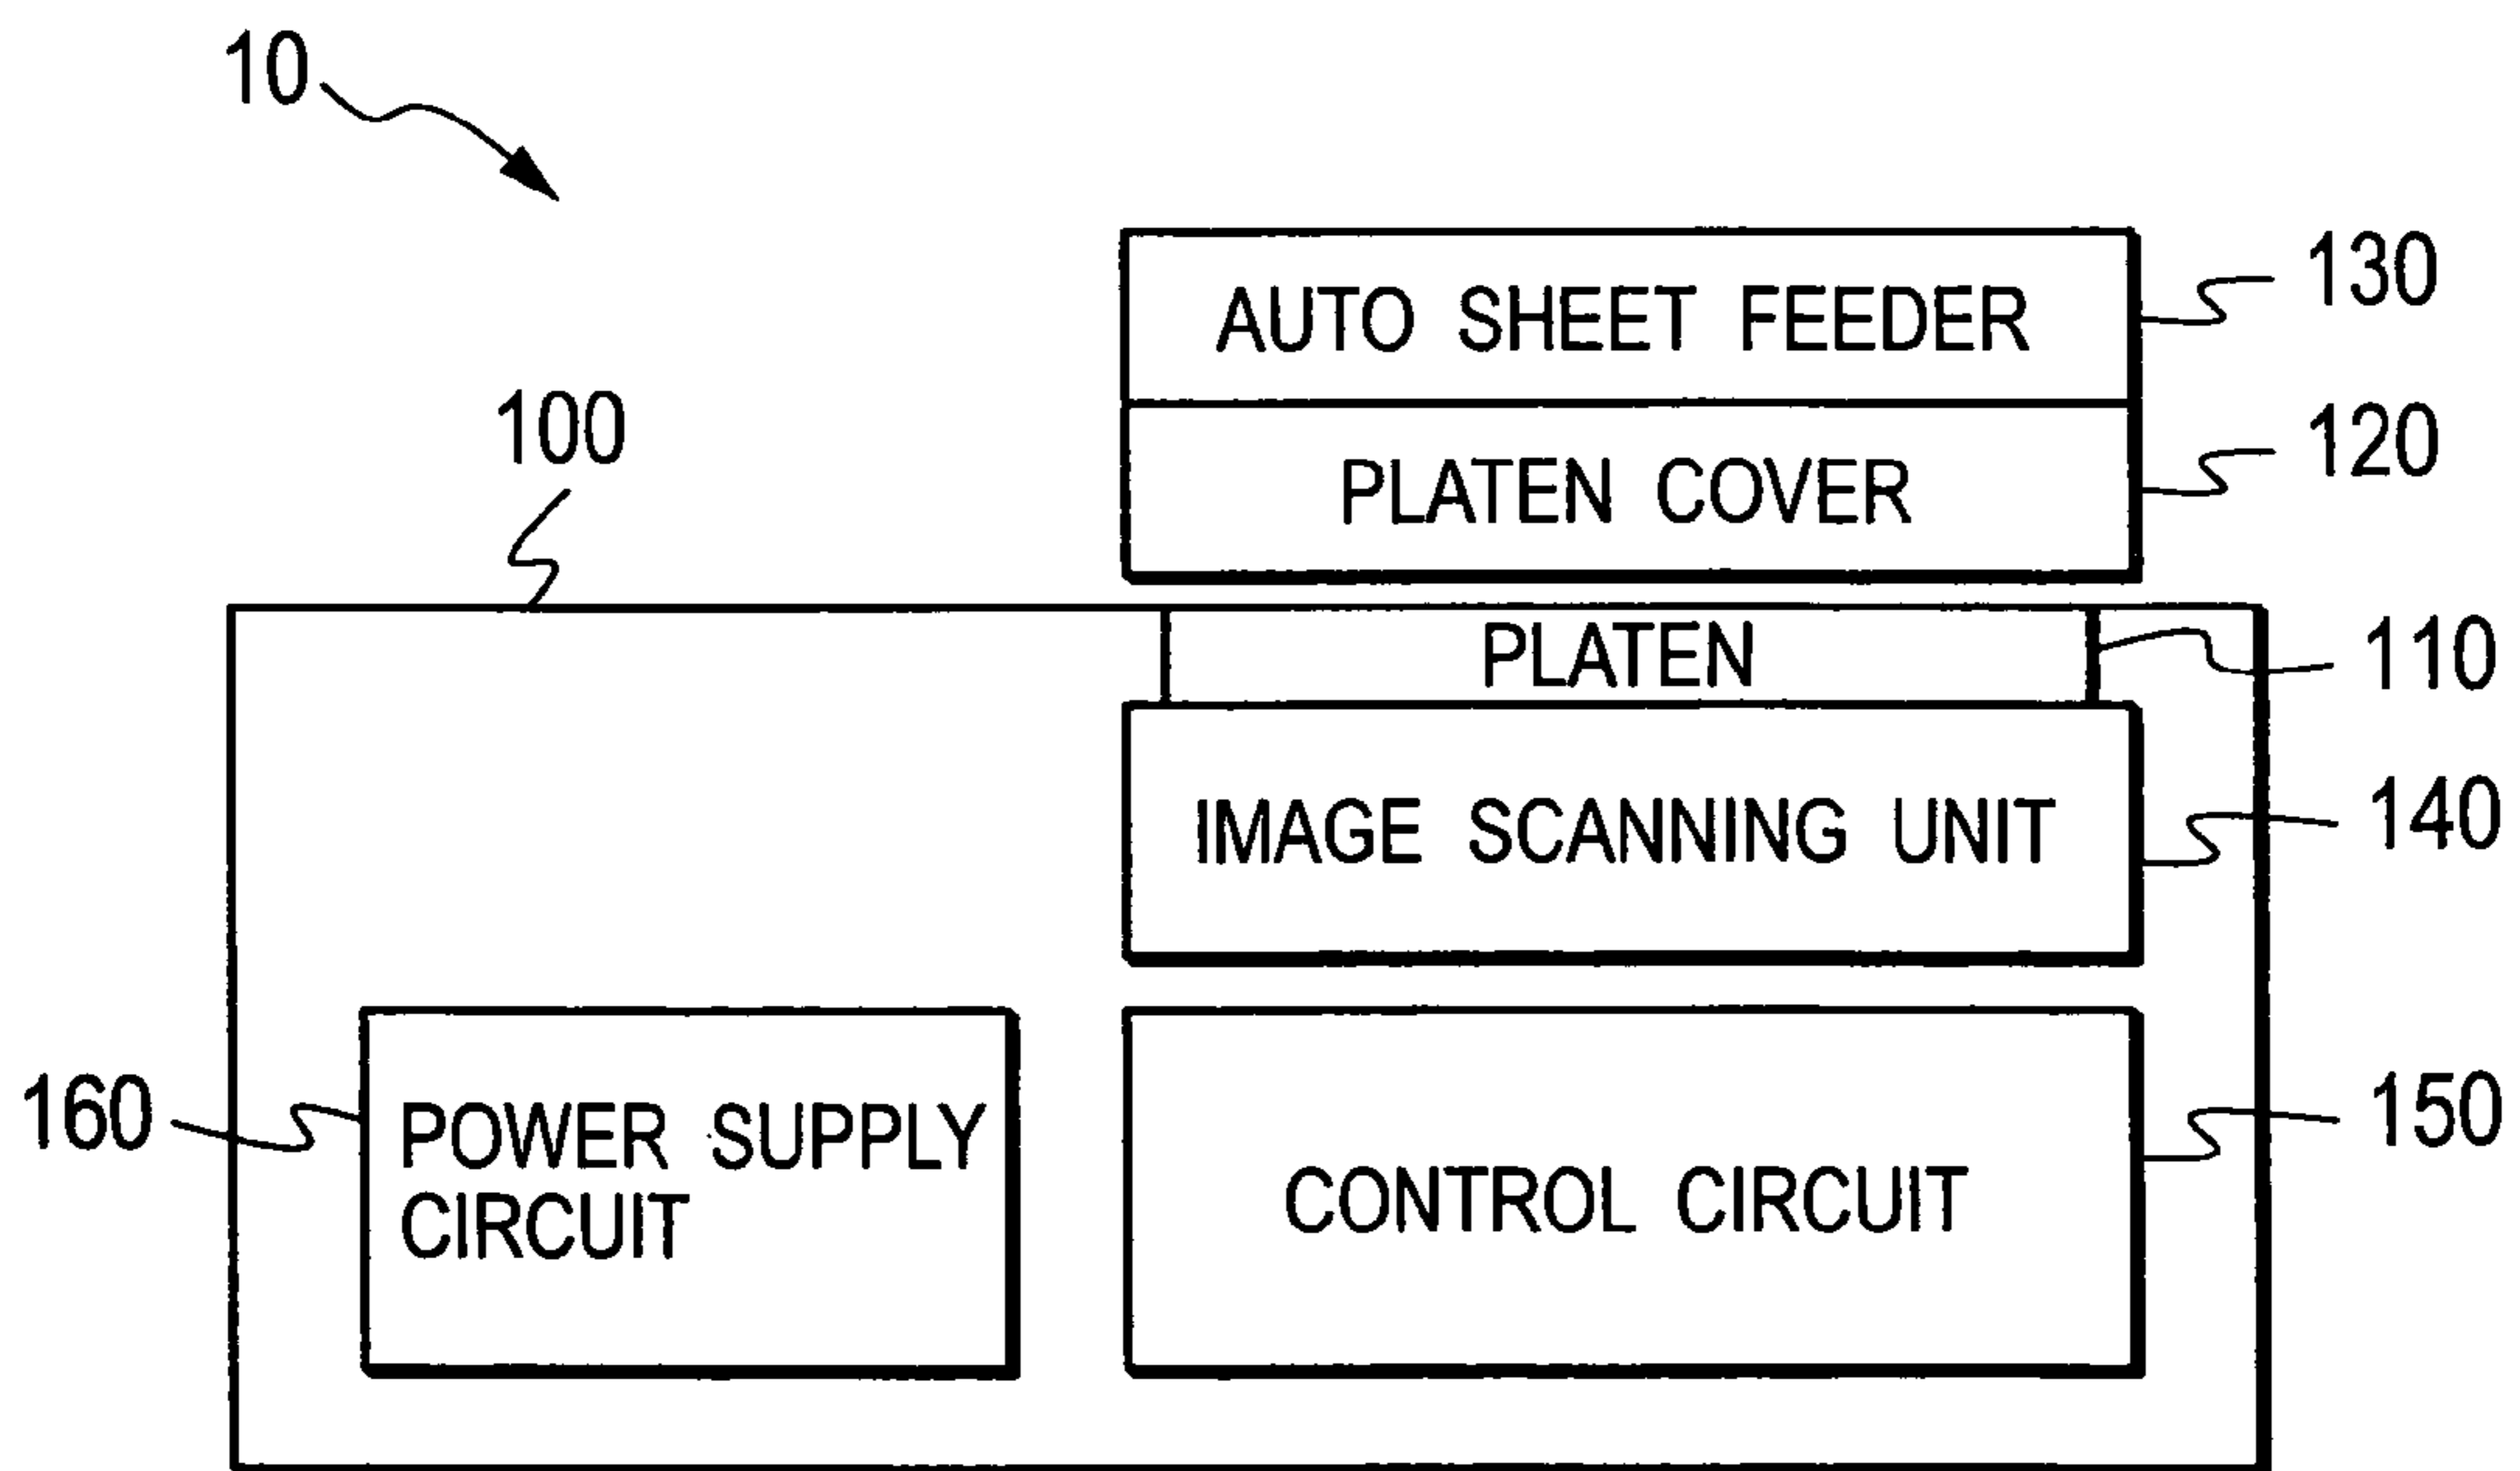 10
AUTO SHEET FEEDER
130
100
PLATEN COVER
120
PLATEN
110
IMAGE SCANNING UNIT
140
160
POWER SUPPLY
CIRCUIT
CONTROL CIRCUIT
150